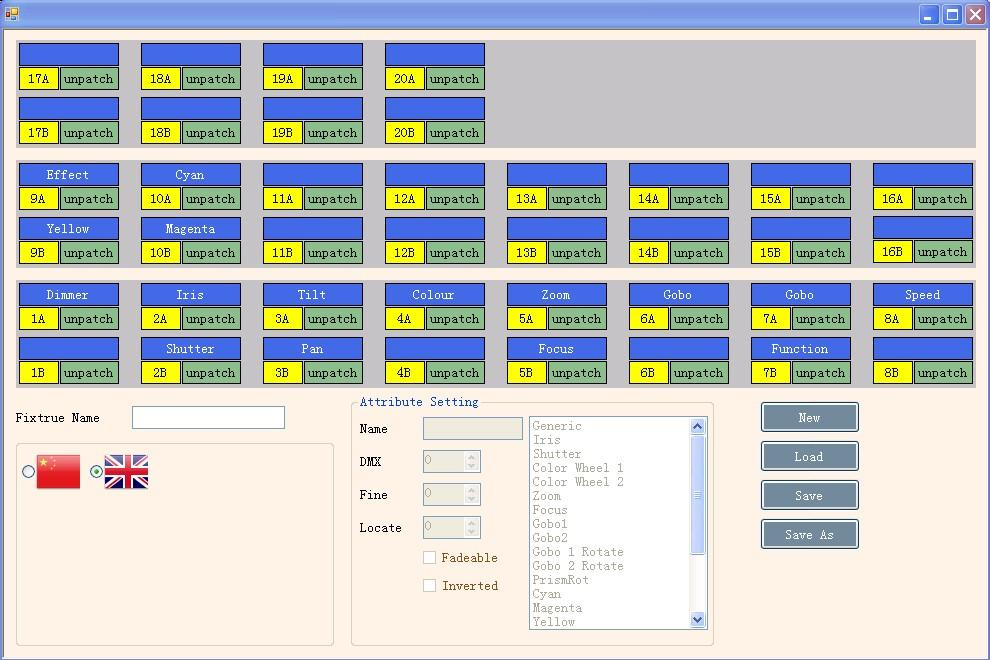 17A unpatch 18A unpatch 19A unpatch 20A unpatch
17B unpatch 18B unpatch 19B unpatch 20B unpatch
Effect Cyan
9A unpatch 10A unpatch 11A unpatch 12A unpatch 13A unpatch 14A unpatch 15A unpatch 16A unpatch
Yellow Magenta
9B unpatch 10B unpatch 11B unpatch 12B unpatch 13B unpatch 14B unpatch 15B unpatch 16B unpatch
Dimmer Iris Tilt Colour Zoom Gobo Gobo Speed
1A unpatch 2A unpatch 3A unpatch 4A unpatch 5A unpatch 6A unpatch 7A unpatch 8A unpatch
Shutter Pan Focus Function
1B unpatch 2B unpatch 3B unpatch 4B unpatch 5B unpatch 6B unpatch 7B unpatch 8B unpatch
Fixtrue Name
Attribute Setting
Name
DMX 0
Fine 0
Locate 0
Fadeable
Inverted
Generic
Iris
Shutter
Color Wheel 1
Color Wheel 2
Zoom
Focus
Gobo1
Gobo2
Gobo 1 Rotate
Gobo 2 Rotate
PrismRot
Cyan
Magenta
Yellow
New
Load
Save
Save As